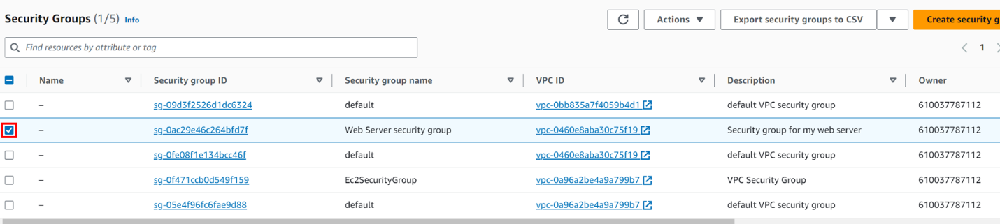 Security Groups (1/5) Info
Actions
Export security groups to CSV
Create security g
Find resources by attribute or tag
1
Name Security group ID Security group name VPC ID Description Owner
– sg-09d3f2526d1dc6324 default vpc-0bb835a7f4059b4d1 default VPC security group 610037787112
– sg-0ac29e46c264bfd7f Web Server security group vpc-0460e8aba30c75f19 Security group for my web server 610037787112
– sg-0fe08f1e134bcc46f default vpc-0460e8aba30c75f19 default VPC security group 610037787112
– sg-0f471ccb0d549f159 Ec2SecurityGroup vpc-0a96a2be4a9a799b7 VPC Security Group 610037787112
– sg-05e4f96fc6fae9d88 default vpc-0a96a2be4a9a799b7 default VPC security group 610037787112